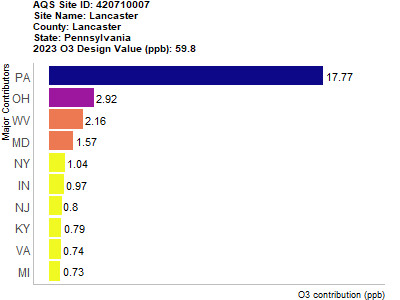 AQS Site ID: 420710007
Site Name: Lancaster
County: Lancaster
State: Pennsylvania
2023 O3 Design Value (ppb): 59.8
Major Contributors
PA 17.77
OH 2.92
WV 2.16
MD 1.57
NY 1.04
IN 0.97
NJ 0.8
KY 0.79
VA 0.74
MI 0.73
O3 contribution (ppb)